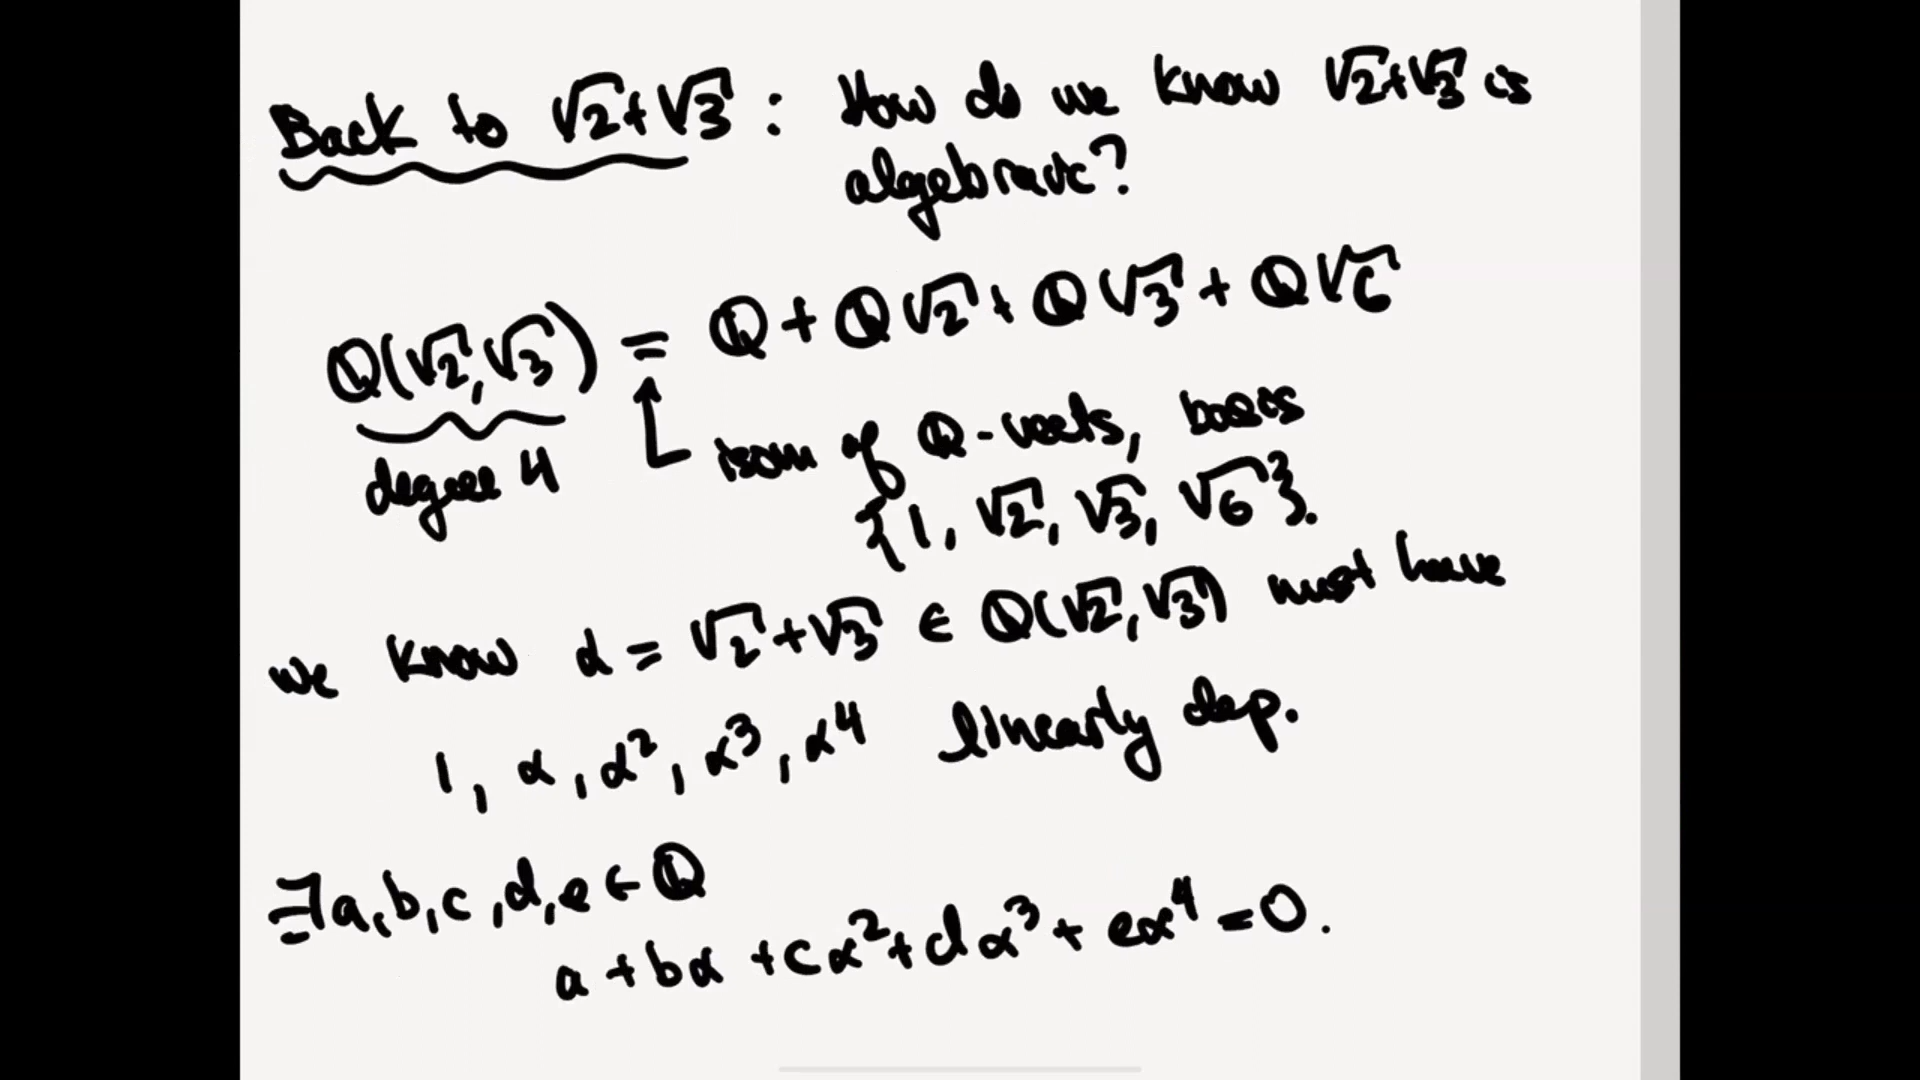 Back to √2+√3 : How do we know √2+√3 is
algebraic?
Q(√2,√3) = Q + Q√2 + Q√3 + Q√6
degree 4
isom of Q-vects, basis
{1, √2, √3, √6}.
we know α = √2+√3 ∈ Q(√2,√3) must have
1, α, α², α³, α⁴ linearly dep.
∃ a,b,c,d,e ∈ Q
a + bα + cα² + dα³ + eα⁴ = 0.